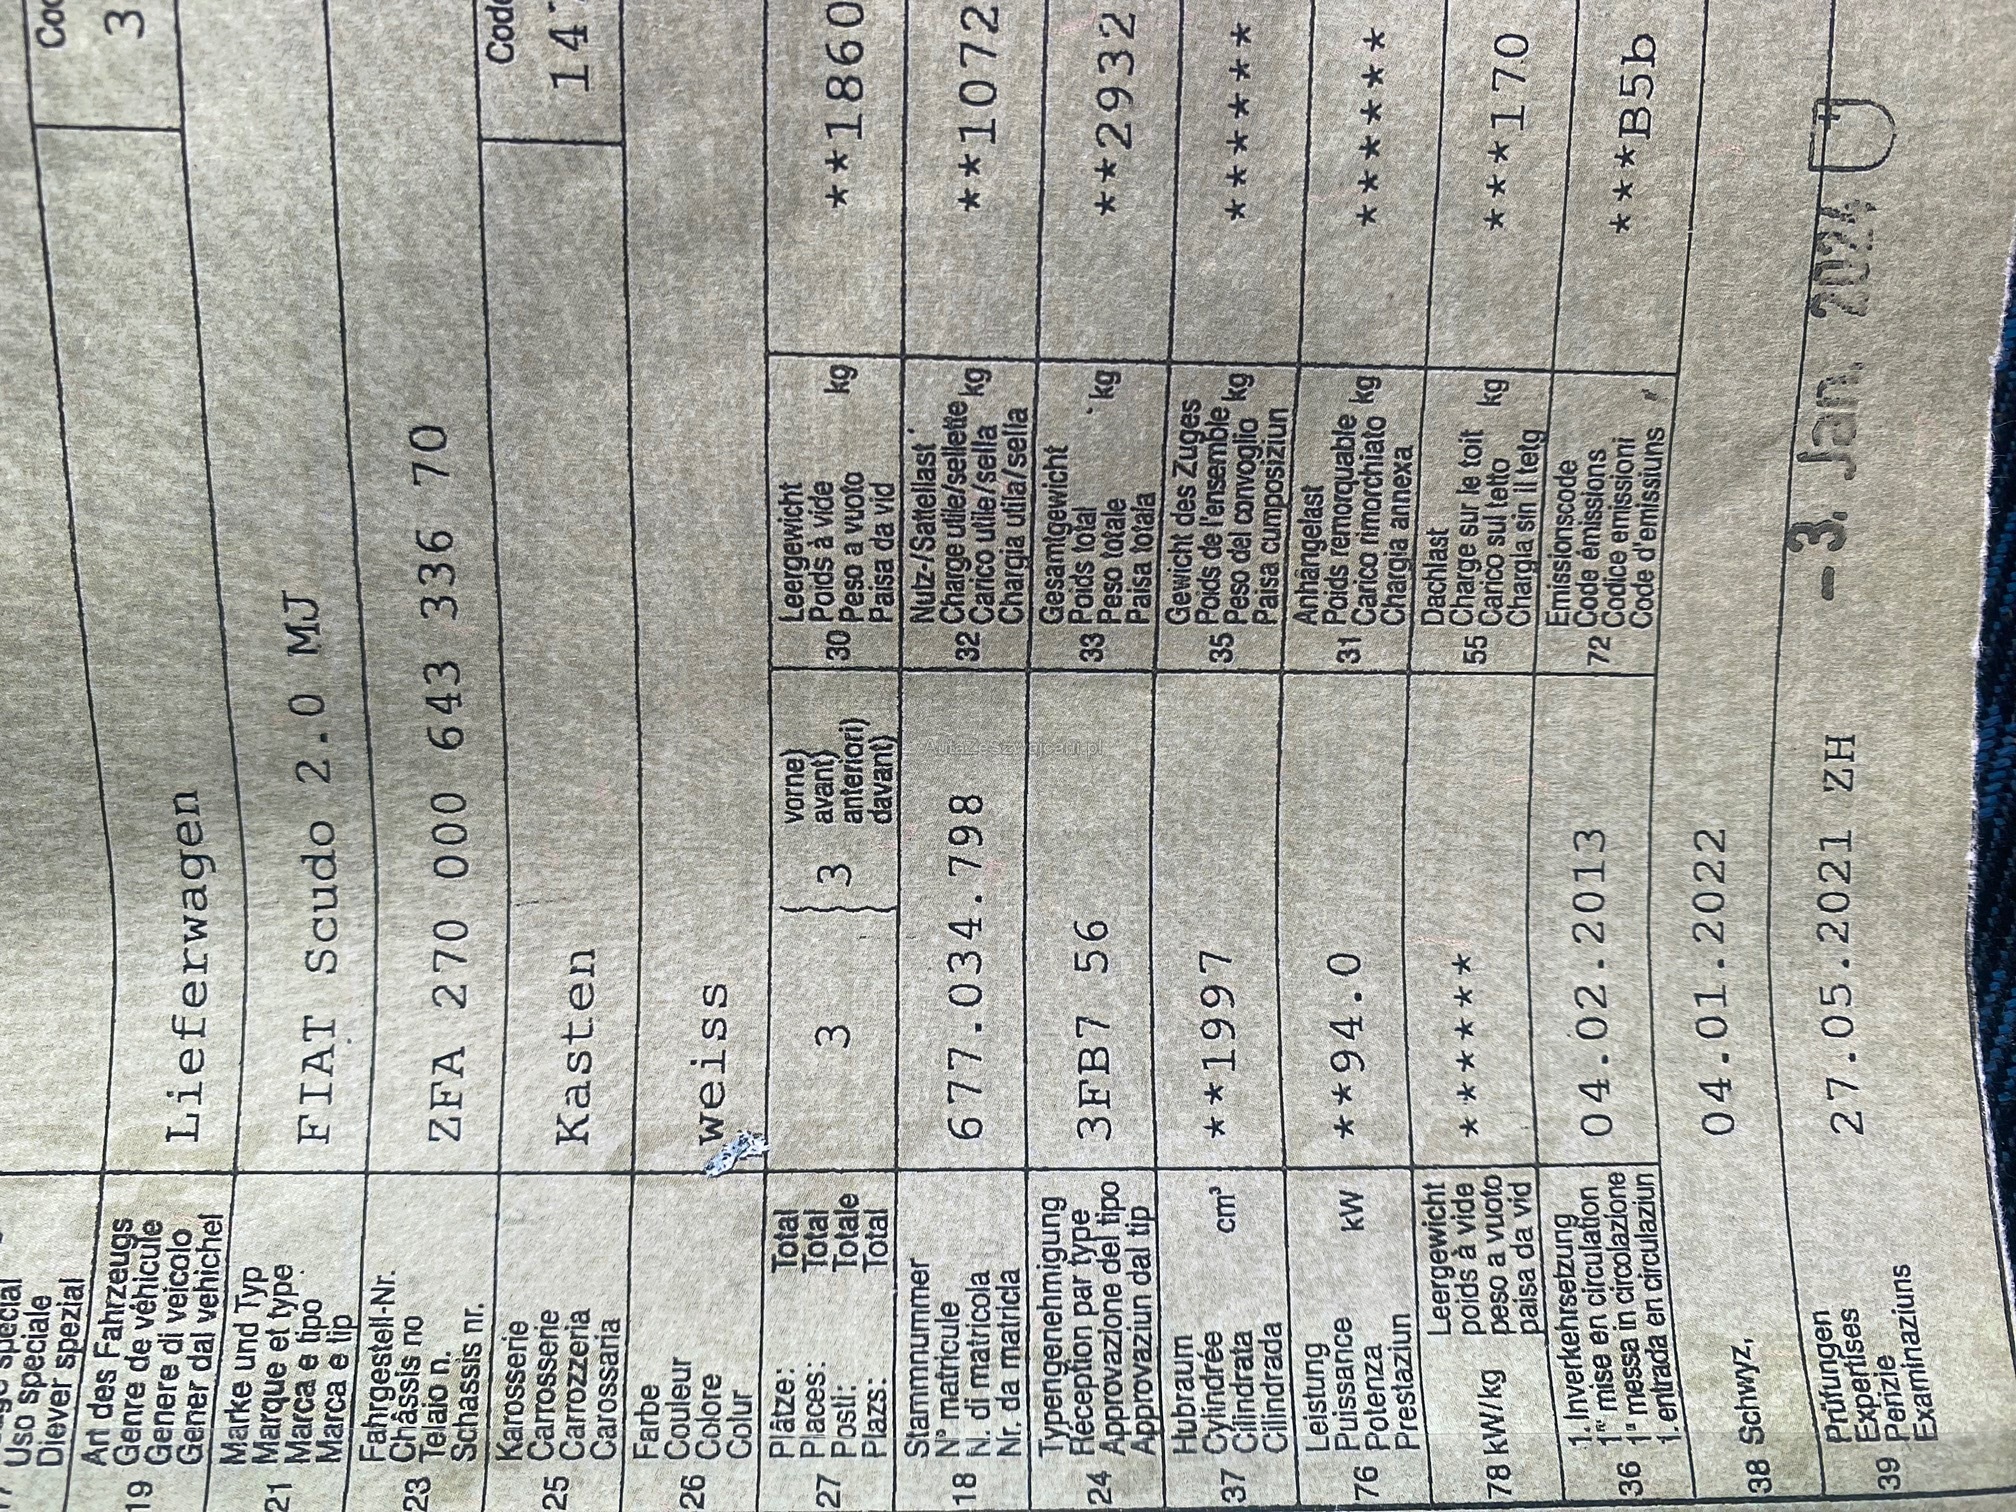 Uso speciale
Diever spezial
19 Art des Fahrzeugs
Genre de véhicule
Genere di veicolo
Gener dal vehichel
Lieferwagen
3
21 Marke und Typ
Marque et type
Marca e tipo
Marca e tip
FIAT Scudo 2.0 MJ
23 Fahrgestell-Nr.
Châssis no
Telaio n.
Schassis nr.
ZFA 270 000 643 336 70
25 Karosserie
Carrosserie
Carrozzeria
Carossaria
Kasten
26 Farbe
Couleur
Colore
Colur
weiss
27 Plätze: Total
Places: Total
Posti: Totale
Plazs: Total
3
3
vorne)
avant)
anteriori)
davant)
30 Leergewicht
Poids à vide
Peso a vuoto kg
Paisa da vid
**1860
18 Stammnummer
N° matricule
N. di matricola
Nr. da matricla
677.034.798
32 Nutz-/Sattellast
Charge utile/sellette kg
Carico utile/sella
Chargia utila/sella
**1072
24 Typengenehmigung
Réception par type
Approvazione del tipo
Approvaziun dal tip
3FB7 56
33 Gesamtgewicht
Poids total kg
Peso totale
Paisa totala
**2932
37 Hubraum
Cylindrée cm³
Cilindrata
Cilindrada
**1997
35 Gewicht des Zuges
Poids de l'ensemble kg
Peso del convoglio
Paisa cumposiziun
******
76 Leistung
Puissance kW
Potenza
Prestaziun
**94.0
31 Anhängelast
Poids remorquable kg
Carico rimorchiato
Chargia annexa
******
78 kW/kg Leergewicht
poids à vide
peso a vuoto
paisa da vid
******
55 Dachlast
Charge sur le toit kg
Carico sul tetto
Chargia sin il tetg
***170
36 1. Inverkehrsetzung
1re mise en circulation
1a messa in circolazione
1. entrada en circulaziun
04.02.2013
72 Emissionscode
Code émissions
Codice emissioni
Code d'emissiuns
***B5b
38 Schwyz,
04.01.2022
39 Prüfungen
Expertises
Perizie
Examinaziuns
27.05.2021 ZH
-3. Jan. 2024